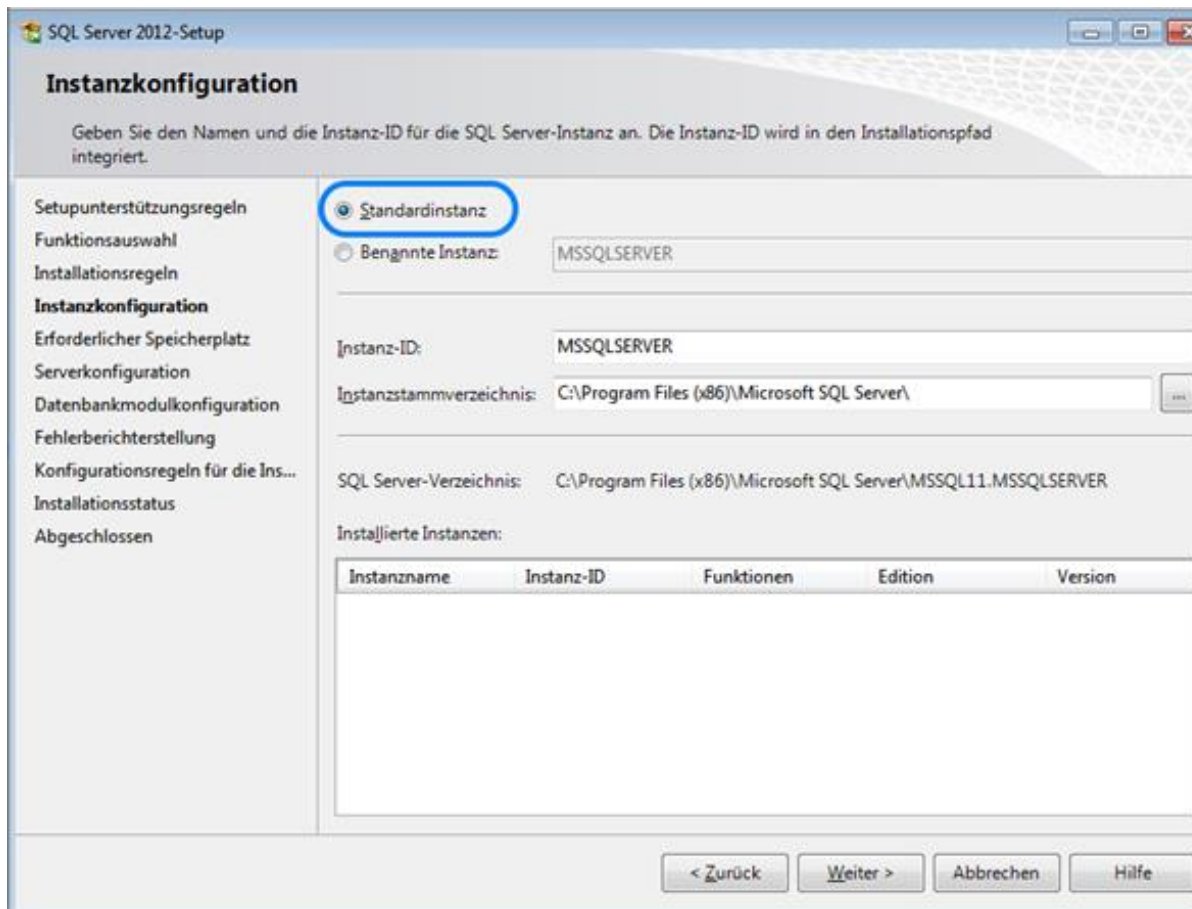 SQL Server 2012-Setup
Instanzkonfiguration
Geben Sie den Namen und die Instanz-ID für die SQL Server-Instanz an. Die Instanz-ID wird in den Installationspfad
integriert.
Setupunterstützungsregeln
Funktionsauswahl
Installationsregeln
Instanzkonfiguration
Erforderlicher Speicherplatz
Serverkonfiguration
Datenbankmodulkonfiguration
Fehlerberichterstellung
Konfigurationsregeln für die Ins...
Installationsstatus
Abgeschlossen
Standardinstanz
Benannte Instanz: MSSQLSERVER
Instanz-ID: MSSQLSERVER
Instanzstammverzeichnis: C:\Program Files (x86)\Microsoft SQL Server\ ...
SQL Server-Verzeichnis: C:\Program Files (x86)\Microsoft SQL Server\MSSQL11.MSSQLSERVER
Installierte Instanzen:
Instanzname Instanz-ID Funktionen Edition Version
< Zurück Weiter > Abbrechen Hilfe